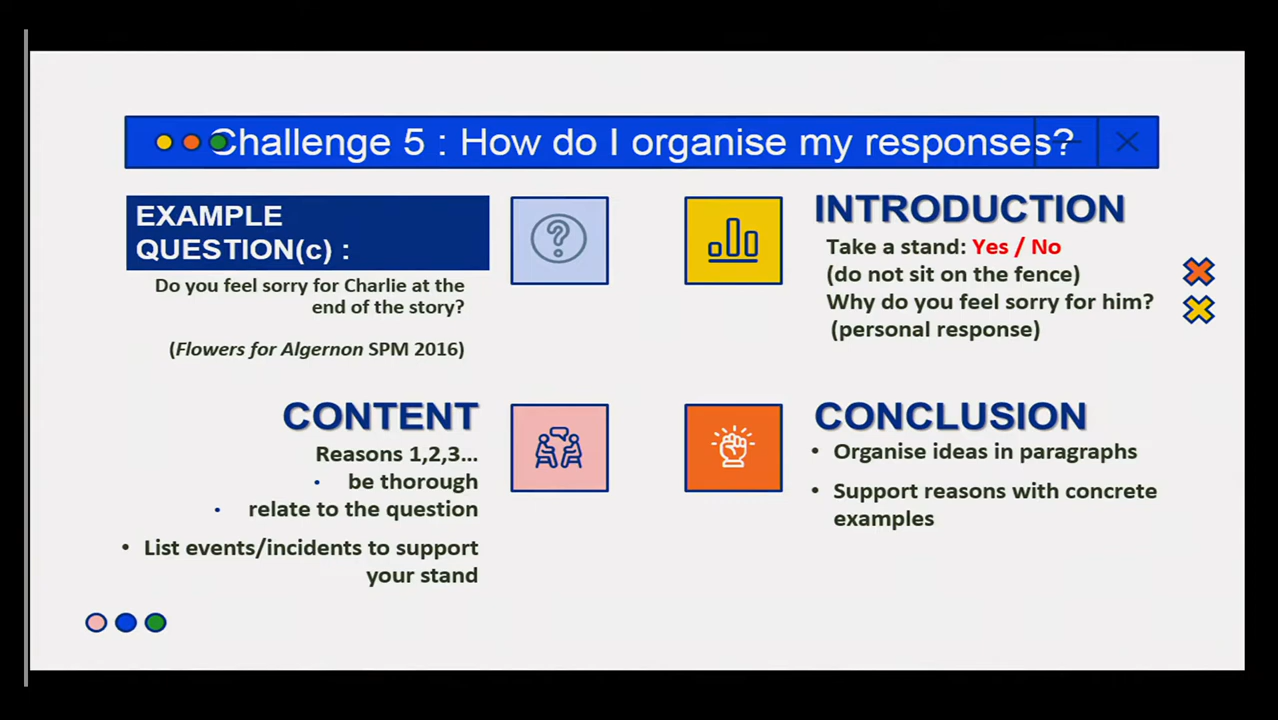 Challenge 5 : How do I organise my responses?
EXAMPLE
QUESTION(c) :
Do you feel sorry for Charlie at the
end of the story?
(Flowers for Algernon SPM 2016)
INTRODUCTION
Take a stand: Yes / No
(do not sit on the fence)
Why do you feel sorry for him?
(personal response)
CONTENT
Reasons 1,2,3...
• be thorough
• relate to the question
• List events/incidents to support
your stand
CONCLUSION
• Organise ideas in paragraphs
• Support reasons with concrete
examples